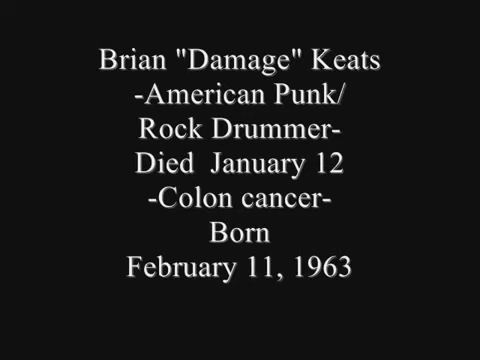 Brian "Damage" Keats
-American Punk/
Rock Drummer-
Died  January 12
-Colon cancer-
Born
February 11, 1963